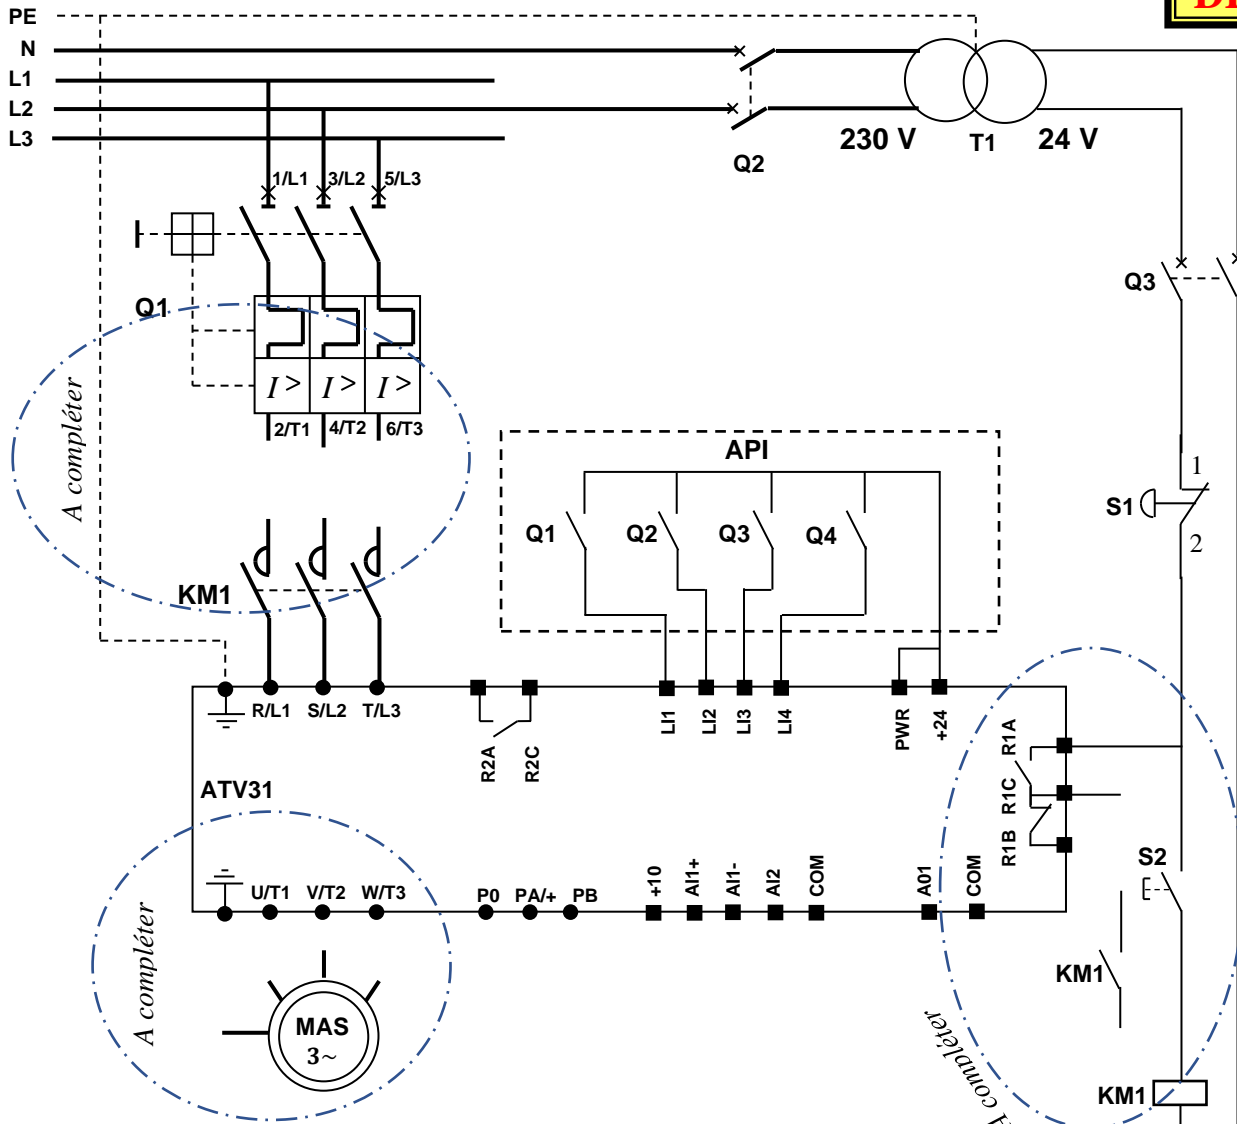 PE
N
L1
L2
L3
230 V
T1
24 V
Q2
1/L1
3/L2
5/L3
Q1
Q3
I >
I >
I >
2/T1
4/T2
6/T3
A compléter
API
Q1
Q2
Q3
Q4
1
S1
2
KM1
R/L1
S/L2
T/L3
R2A
R2C
LI1
LI2
LI3
LI4
PWR
+24
R1A
R1C
R1B
ATV31
U/T1
V/T2
W/T3
P0
PA/+
PB
+10
AI1+
AI1-
AI2
COM
A01
COM
S2
KM1
A compléter
MAS
3~
A compléter
KM1